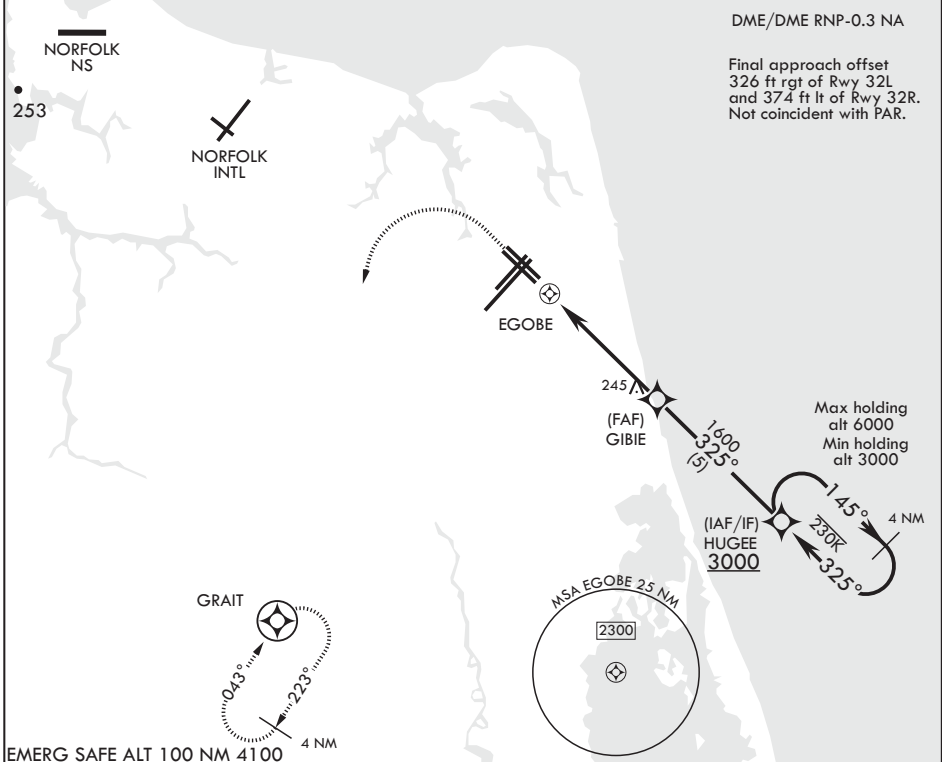 DME/DME RNP-0.3 NA
Final approach offset
326 ft rgt of Rwy 32L
and 374 ft lt of Rwy 32R.
Not coincident with PAR.
NORFOLK
NS
253
NORFOLK
INTL
EGOBE
245
(FAF)
GIBIE
1600
325°
(5)
Max holding
alt 6000
Min holding
alt 3000
145°
4 NM
230K
325°
(IAF/IF)
HUGEE
3000
GRAIT
043°
223°
4 NM
MSA EGOBE 25 NM
2300
EMERG SAFE ALT 100 NM 4100